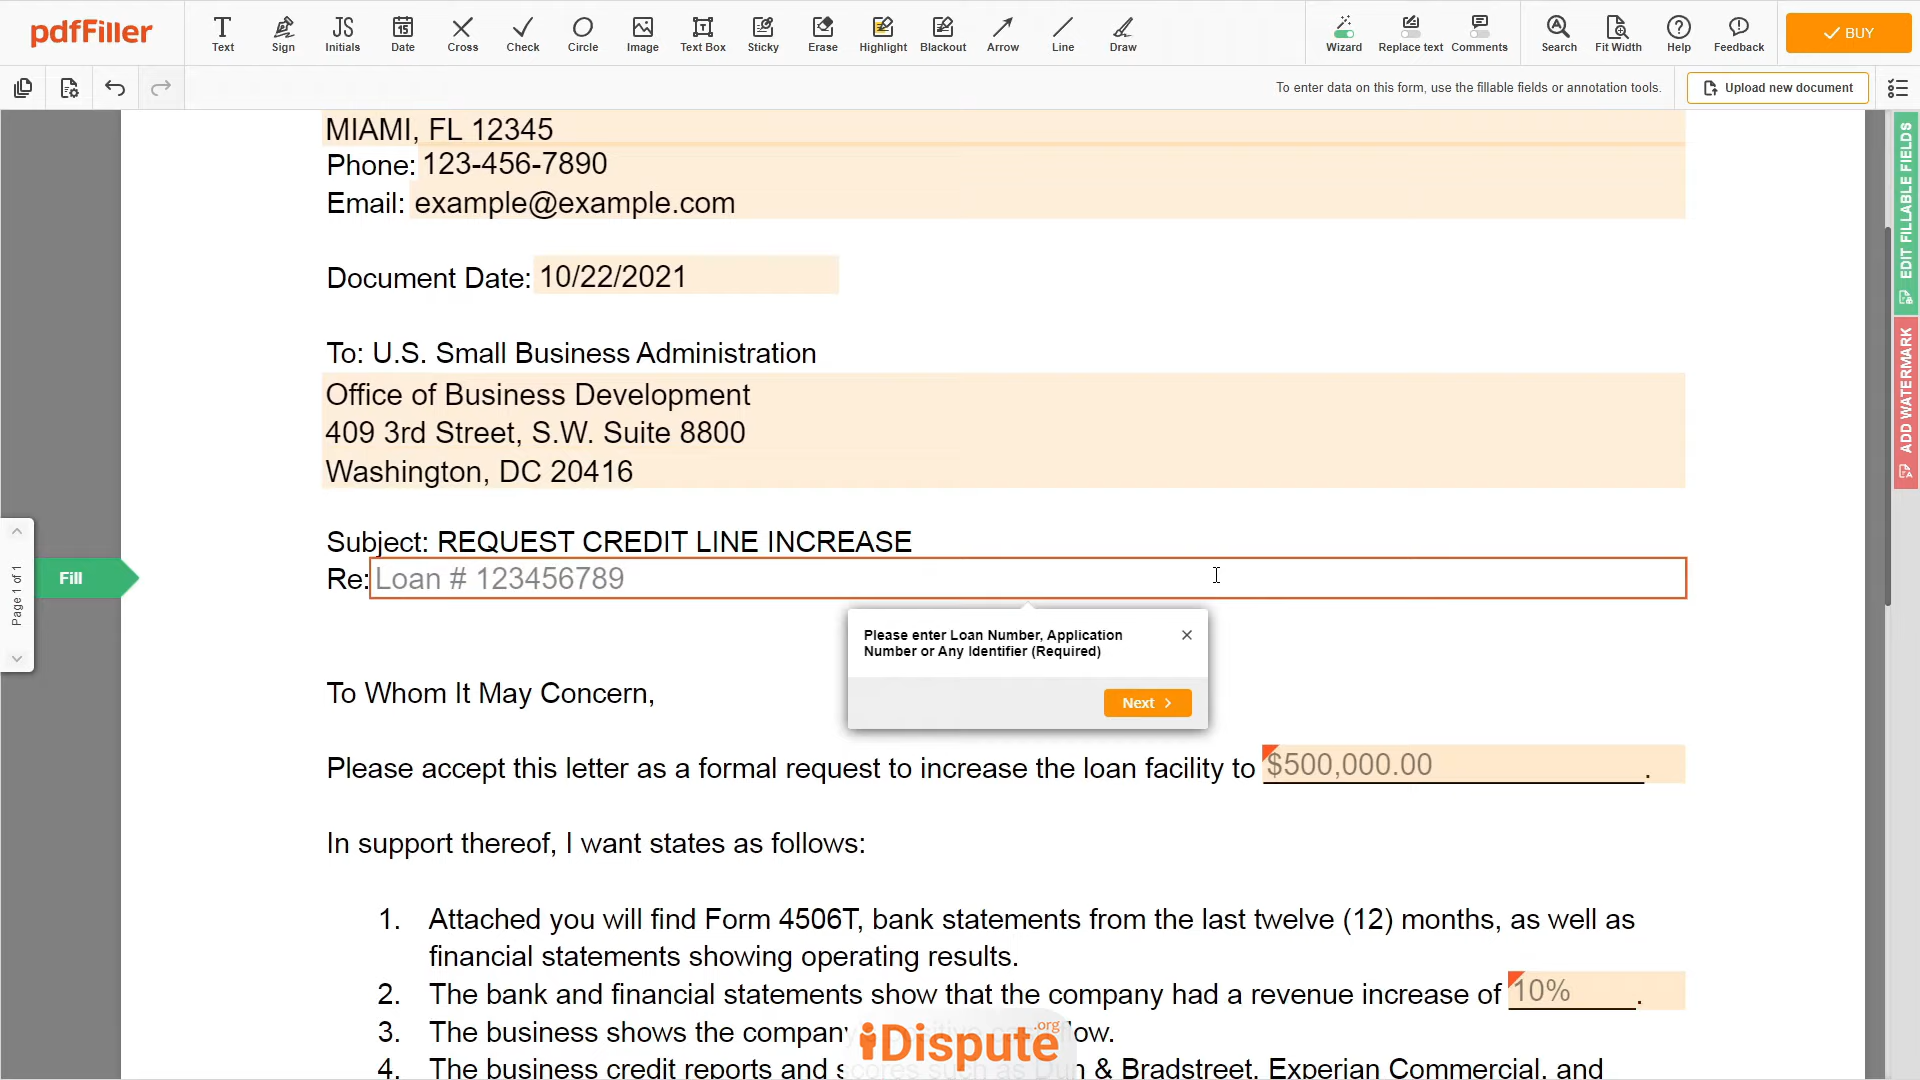 pdfFiller
Text
Sign
JS
Initials
15
Date
Cross
Check
Circle
Image
Text Box
Sticky
Erase
Highlight
Blackout
Arrow
Line
Draw
Wizard
Replace text
Comments
Search
Fit Width
Help
Feedback
BUY
To enter data on this form, use the fillable fields or annotation tools.
Upload new document
EDIT FILLABLE FIELDS
ADD WATERMARK
Page 1 of 1
Fill
MIAMI, FL 12345
Phone: 123-456-7890
Email: example@example.com
Document Date: 10/22/2021
To: U.S. Small Business Administration
Office of Business Development
409 3rd Street, S.W. Suite 8800
Washington, DC 20416
Subject: REQUEST CREDIT LINE INCREASE
Re: Loan # 123456789
Please enter Loan Number, Application
Number or Any Identifier (Required)
Next
To Whom It May Concern,
Please accept this letter as a formal request to increase the loan facility to $500,000.00.
In support thereof, I want states as follows:
1. Attached you will find Form 4506T, bank statements from the last twelve (12) months, as well as
financial statements showing operating results.
2. The bank and financial statements show that the company had a revenue increase of 10%.
3. The business shows the company positive flow.
4. The business credit reports and scores such as Dun & Bradstreet, Experian Commercial, and
iDispute.org